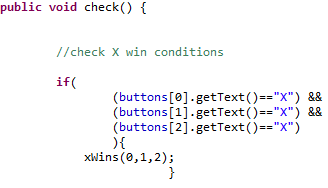 public void check() {
//check X win conditions
if(
(buttons[0].getText()=="X") &&
(buttons[1].getText()=="X") &&
(buttons[2].getText()=="X")
){
xWins(0,1,2);
}